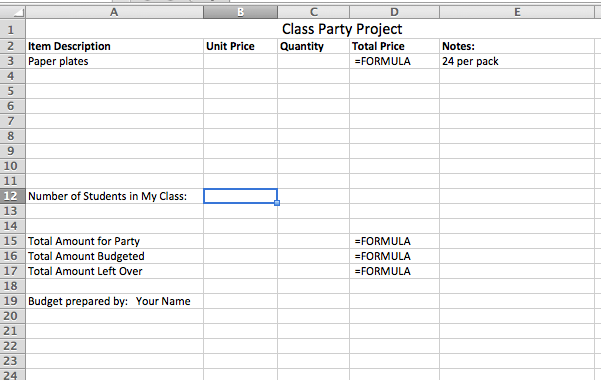 A B C D E
1 Class Party Project
2 Item Description Unit Price Quantity Total Price Notes:
3 Paper plates =FORMULA 24 per pack
4
5
6
7
8
9
10
11
12 Number of Students in My Class:
13
14
15 Total Amount for Party =FORMULA
16 Total Amount Budgeted =FORMULA
17 Total Amount Left Over =FORMULA
18
19 Budget prepared by: Your Name
20
21
22
23
24